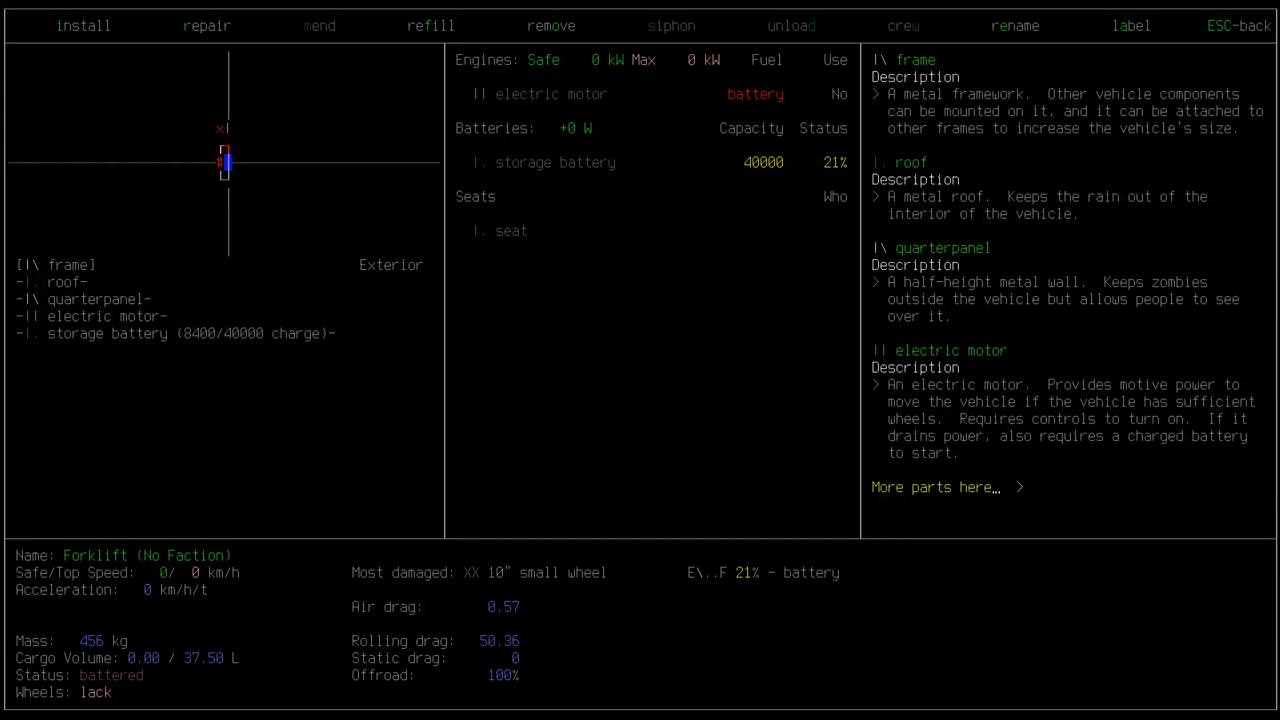 install repair mend refill remove siphon unload crew rename label ESC-back
x|
#
[|\ frame] Exterior
-|. roof-
-|\ quarterpanel-
-|| electric motor-
-|. storage battery (8400/40000 charge)-
Engines: Safe 0 kW Max 0 kW Fuel Use
|| electric motor battery No
Batteries: +0 W Capacity Status
|. storage battery 40000 21%
Seats Who
|. seat
|\ frame
Description
> A metal framework. Other vehicle components
can be mounted on it, and it can be attached to
other frames to increase the vehicle's size.
|. roof
Description
> A metal roof. Keeps the rain out of the
interior of the vehicle.
|\ quarterpanel
Description
> A half-height metal wall. Keeps zombies
outside the vehicle but allows people to see
over it.
|| electric motor
Description
> An electric motor. Provides motive power to
move the vehicle if the vehicle has sufficient
wheels. Requires controls to turn on. If it
drains power, also requires a charged battery
to start.
More parts here… >
Name: Forklift (No Faction)
Safe/Top Speed: 0/ 0 km/h
Acceleration: 0 km/h/t
Mass: 456 kg
Cargo Volume: 0.00 / 37.50 L
Status: battered
Wheels: lack
Most damaged: XX 10" small wheel
Air drag: 0.57
Rolling drag: 50.36
Static drag: 0
Offroad: 100%
E\..F 21% - battery